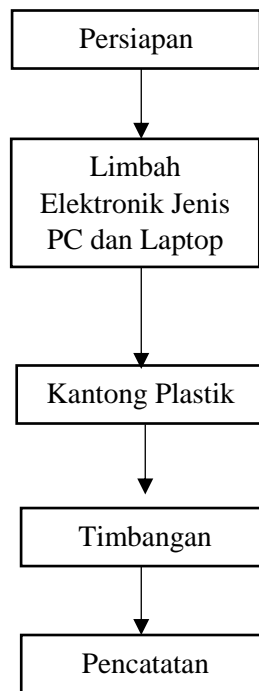 Persiapan
Limbah
Elektronik Jenis
PC dan Laptop
Kantong Plastik
Timbangan
Pencatatan